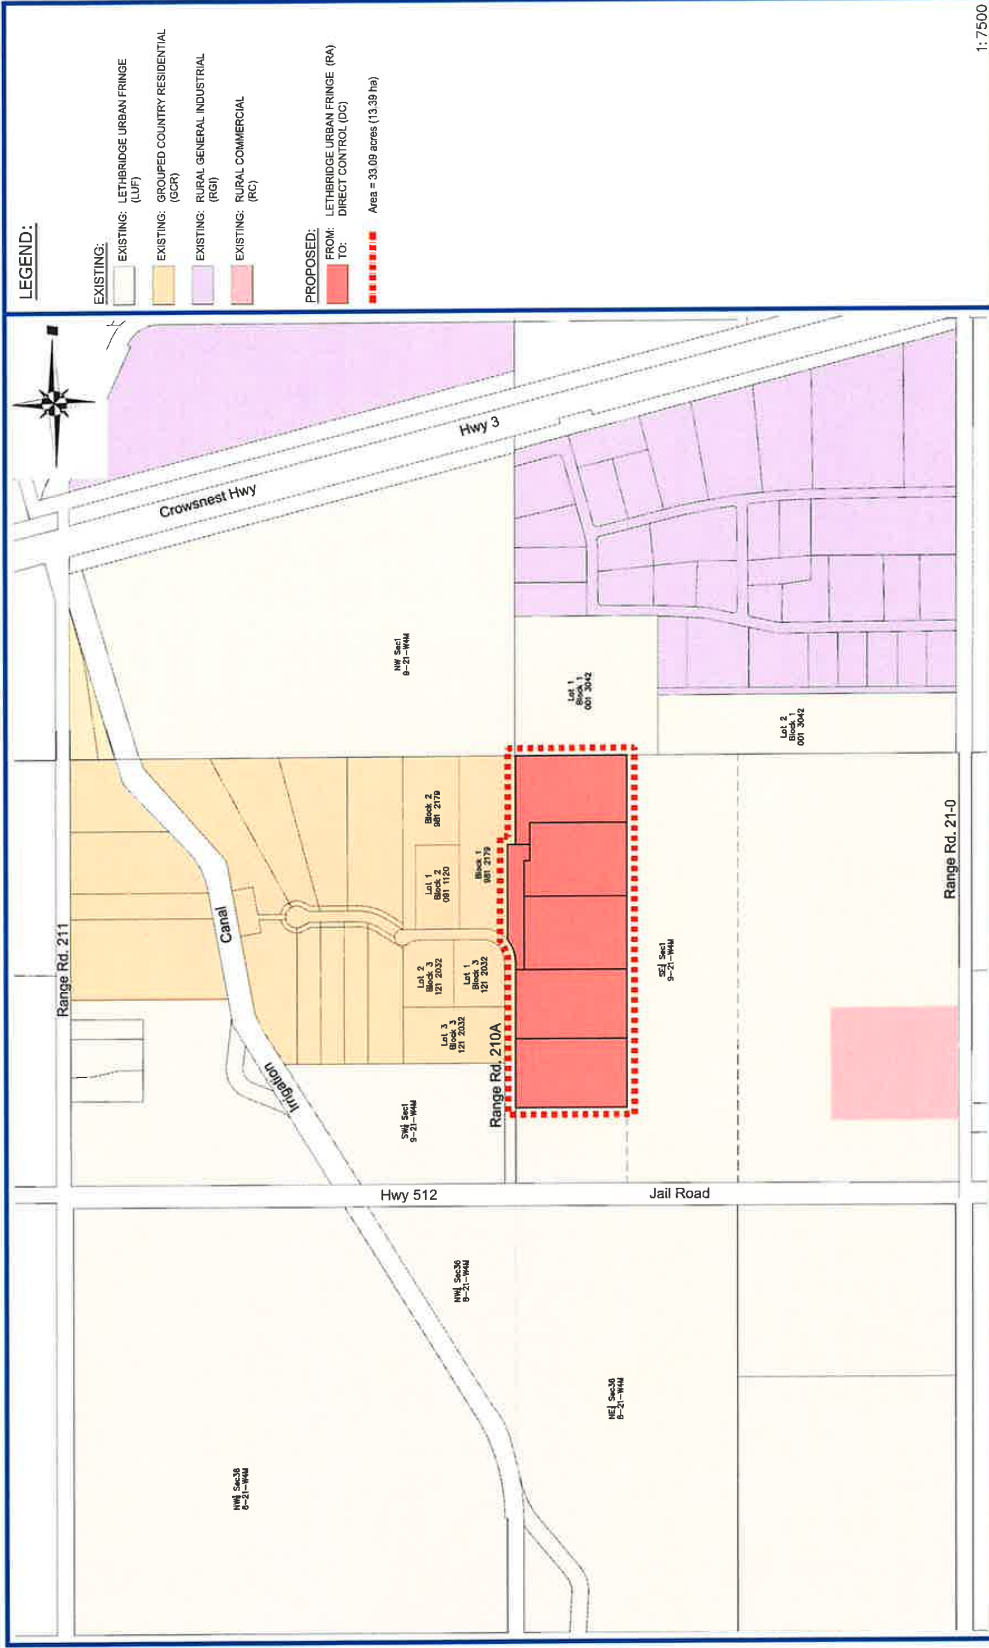 LEGEND:
EXISTING:
EXISTING: LETHBRIDGE URBAN FRINGE
(LUF)
EXISTING: GROUPED COUNTRY RESIDENTIAL
(GCR)
EXISTING: RURAL GENERAL INDUSTRIAL
(RGI)
EXISTING: RURAL COMMERCIAL
(RC)
PROPOSED:
FROM: LETHBRIDGE URBAN FRINGE (RA)
TO: DIRECT CONTROL (DC)
Area = 33.09 acres (13.39 ha)
1: 7500
Crowsnest Hwy
Hwy 3
NW Sec1
9-21-W4M
Lot 1
Block 1
001 3042
Lot 2
Block 1
001 3042
Range Rd. 211
Canal
Irrigation
Block 2
981 2179
Lot 1
Block 2
091 1120
Block 1
981 2179
Lot 2
Block 3
121 2032
Lot 1
Block 3
121 2032
Lot 3
Block 3
121 2032
Range Rd. 210A
SW¼ Sec1
9-21-W4M
SE¼ Sec1
9-21-W4M
Range Rd. 21-0
Hwy 512
Jail Road
NW¼ Sec36
8-21-W4M
NW¼ Sec36
8-21-W4M
NE¼ Sec36
8-21-W4M